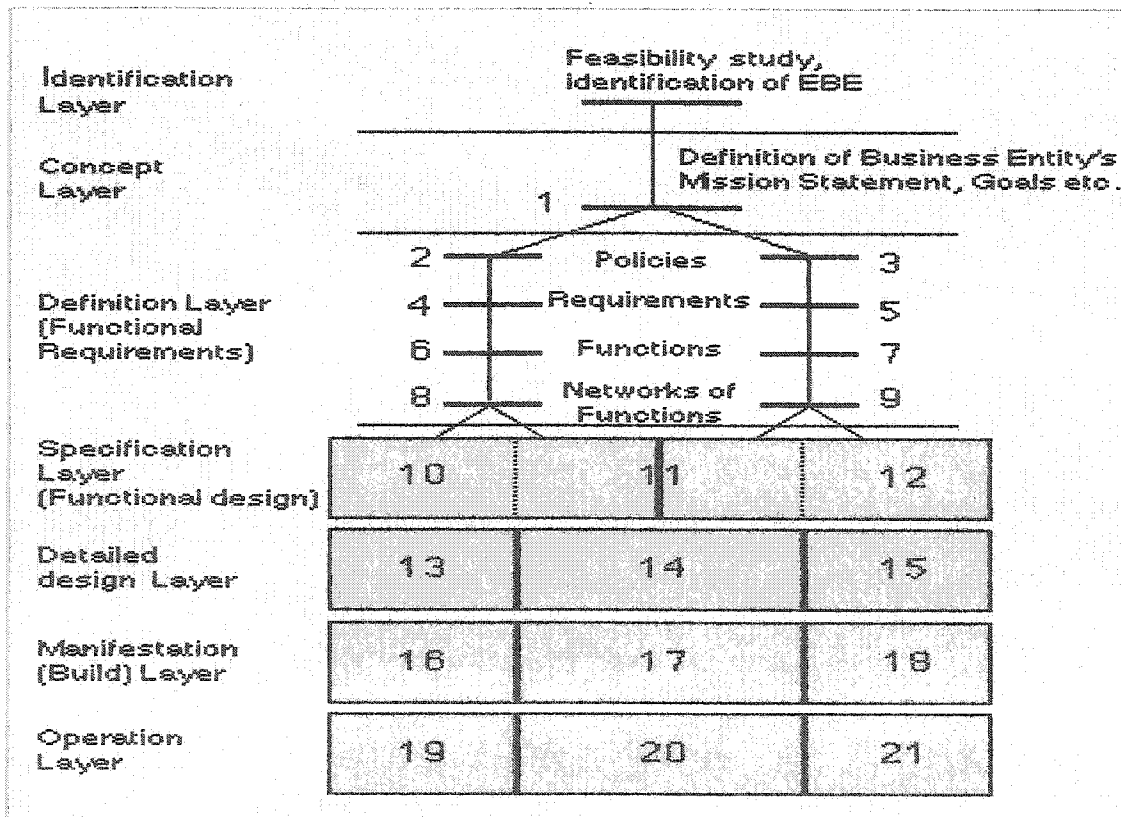 Identification
Layer
Feasibility study,
identification of EBE
Concept
Layer
Definition of Business Entity's
Mission Statement, Goals etc.
1
2 Policies 3
Definition Layer
(Functional
Requirements)
4 Requirements 5
6 Functions 7
8 Networks of
Functions 9
Specification
Layer
(Functional design)
10 11 12
Detailed
design Layer
13 14 15
Manifestation
(Build) Layer
16 17 18
Operation
Layer
19 20 21